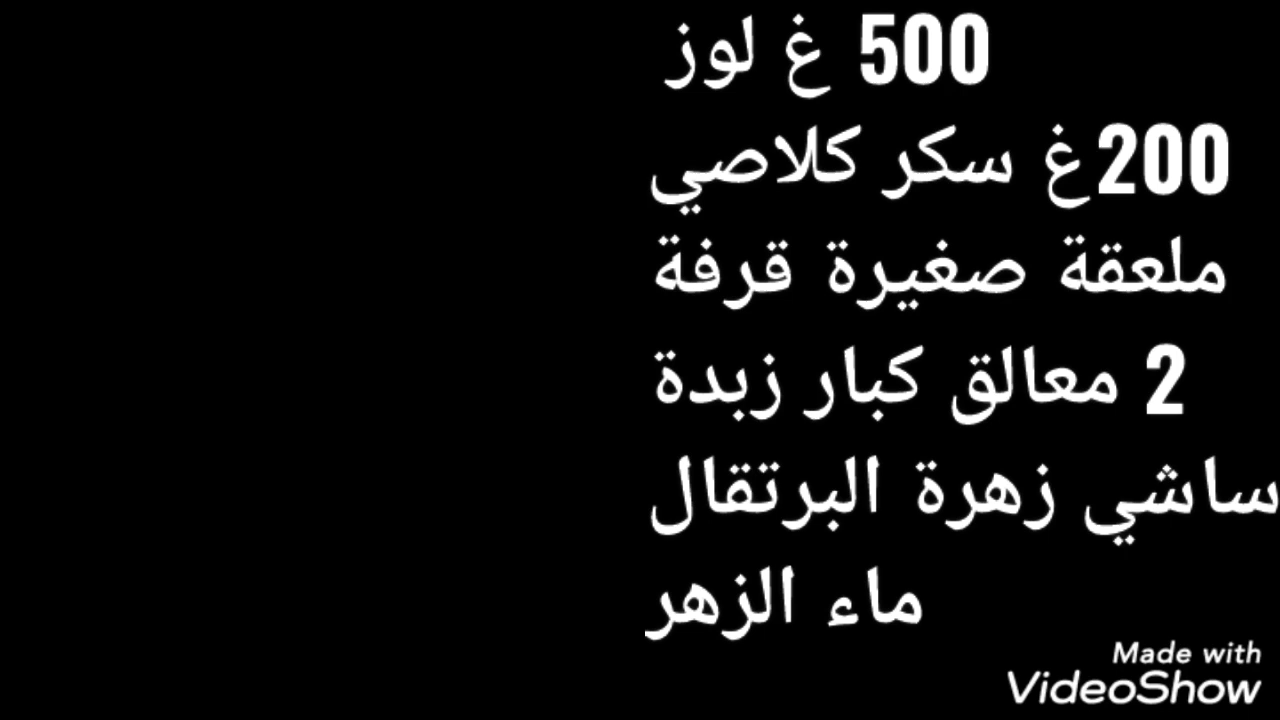 500 غ لوز
200غ سكر كلاصي
ملعقة صغيرة قرفة
2 معالق كبار زبدة
ساشي زهرة البرتقال
ماء الزهر
Made with
VideoShow